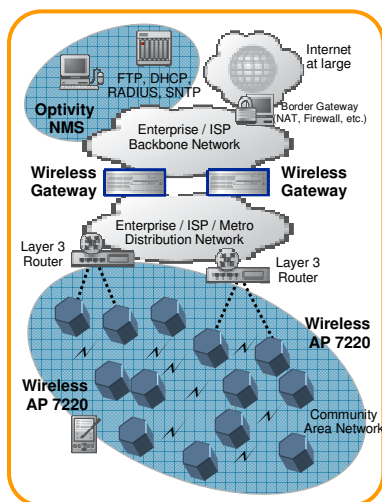 FTP, DHCP,
RADIUS, SNTP
Optivity
NMS
Internet
at large
Border Gateway
(NAT, Firewall, etc.)
Enterprise / ISP
Backbone Network
Wireless
Gateway
Wireless
Gateway
Enterprise / ISP / Metro
Distribution Network
Layer 3
Router
Layer 3
Router
Wireless
AP 7220
Wireless
AP 7220
Community
Area Network